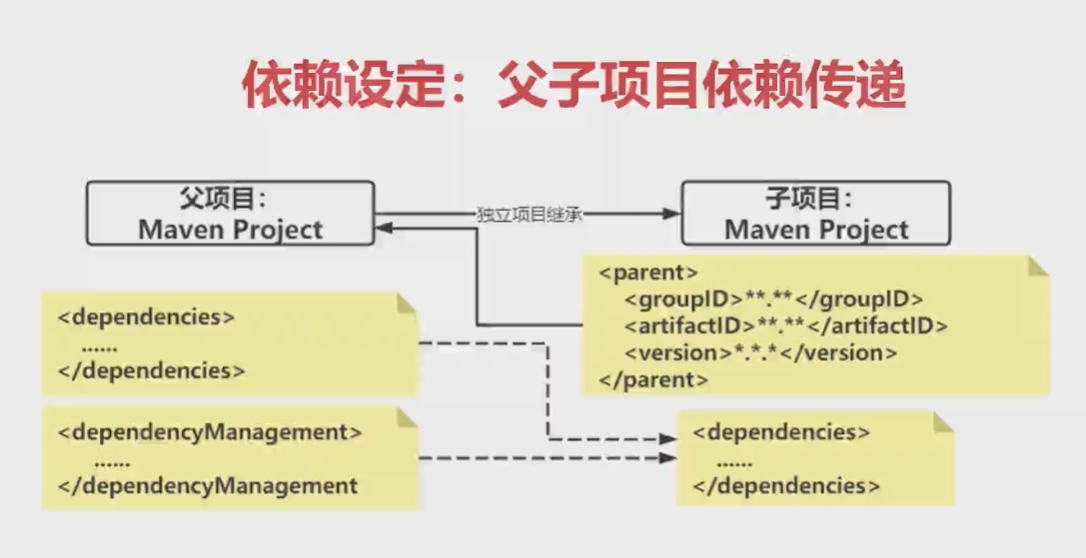 依赖设定：父子项目依赖传递
父项目：
Maven Project
独立项目继承
子项目：
Maven Project
<parent>
<groupID>**.**</groupID>
<artifactID>**.**</artifactID>
<version>*.*.*</version>
</parent>
<dependencies>
......
</dependencies>
<dependencyManagement>
......
</dependencyManagement
<dependencies>
......
</dependencies>